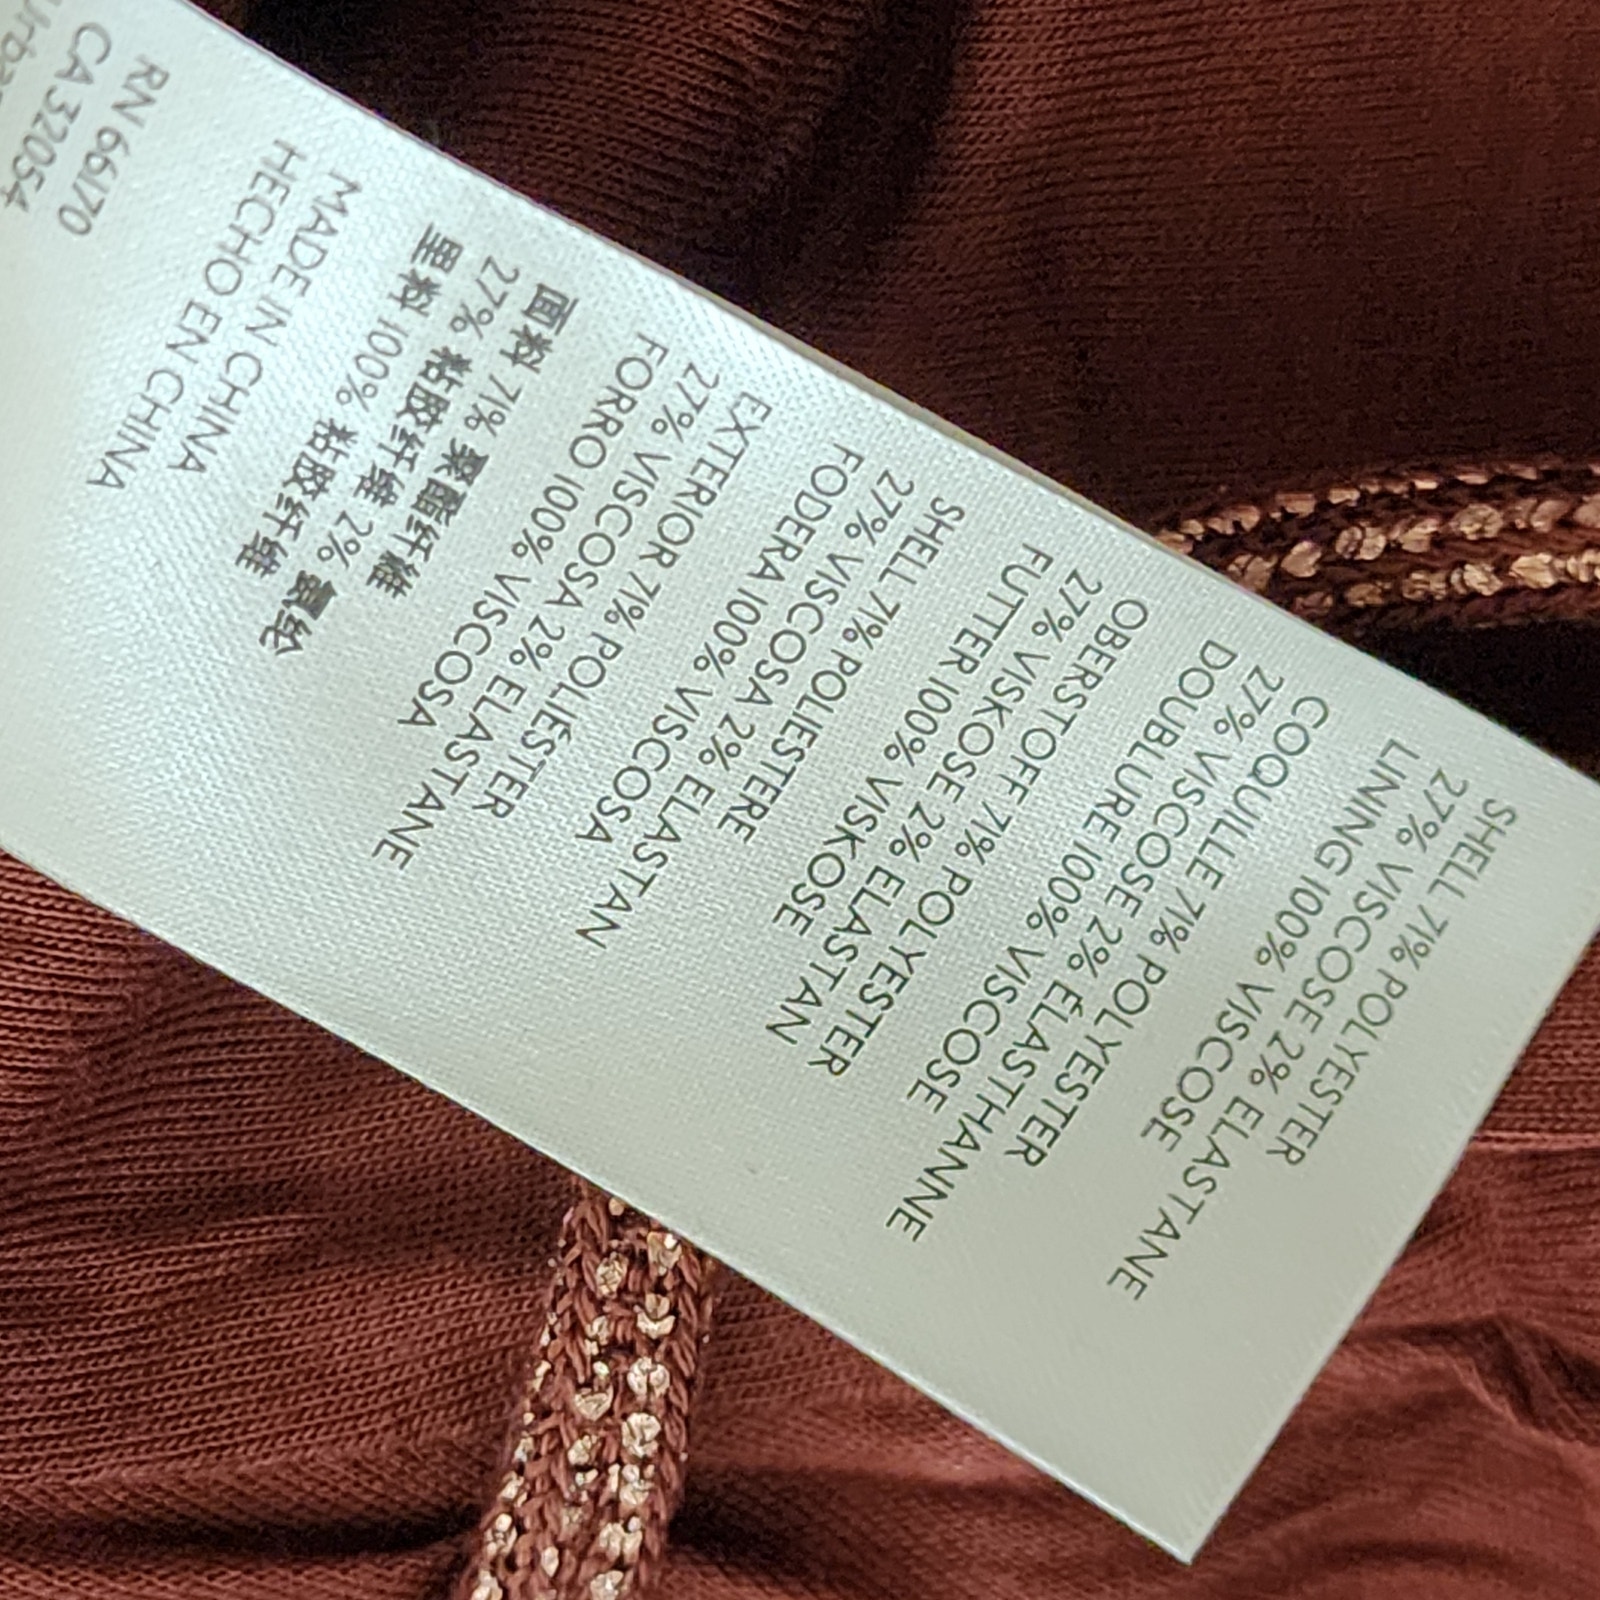 SHELL 71% POLYESTER
27% VISCOSE 2% ELASTANE
LINING 100% VISCOSE
COQUILLE 71% POLYESTER
27% VISCOSE 2% ÉLASTHANNE
DOUBLURE 100% VISCOSE
OBERSTOFF 71% POLYESTER
27% VISKOSE 2% ELASTAN
FUTTER 100% VISKOSE
SHELL 71% POLIESTERE
27% VISCOSA 2% ELASTAN
FODERA 100% VISCOSA
EXTERIOR 71% POLIÉSTER
27% VISCOSA 2% ELASTANE
FORRO 100% VISCOSA
面料 71% 聚酯纤维
27% 粘胶纤维 2% 氨纶
里料 100% 粘胶纤维
MADE IN CHINA
HECHO EN CHINA
RN 66170
CA 32054